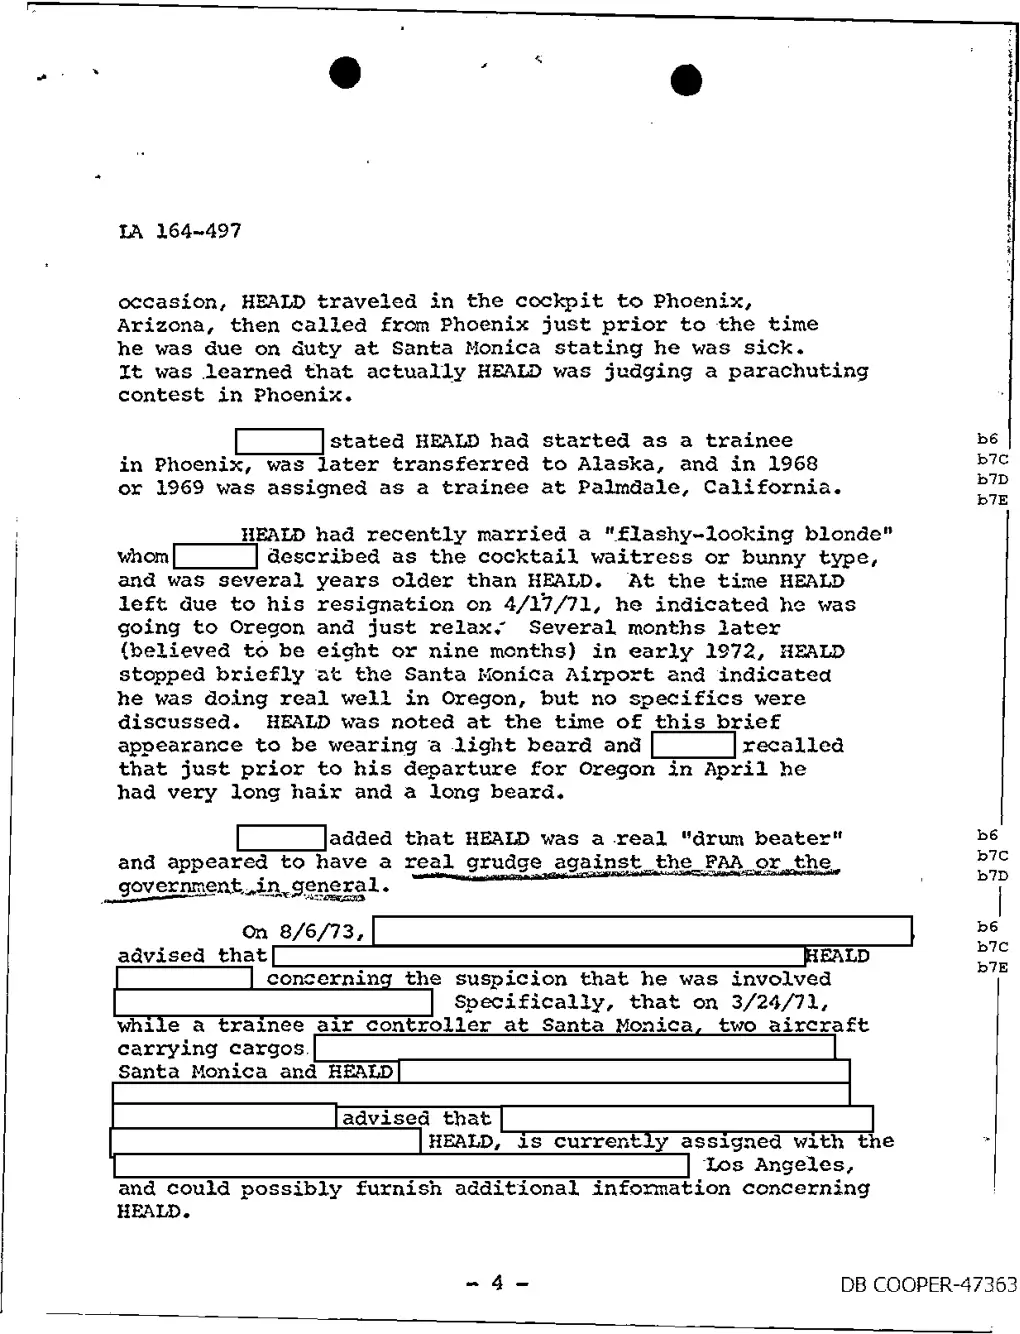 LA 164-497
occasion, HEALD traveled in the cockpit to Phoenix,
Arizona, then called from Phoenix just prior to the time
he was due on duty at Santa Monica stating he was sick.
It was learned that actually HEALD was judging a parachuting
contest in Phoenix.
stated HEALD had started as a trainee
b6
in Phoenix, was later transferred to Alaska, and in 1968
b7C
or 1969 was assigned as a trainee at Palmdale, California.
b7D
b7E
HEALD had recently married a "flashy-looking blonde"
whom described as the cocktail waitress or bunny type,
and was several years older than HEALD. At the time HEALD
left due to his resignation on 4/17/71, he indicated he was
going to Oregon and just relax. Several months later
(believed to be eight or nine months) in early 1972, HEALD
stopped briefly at the Santa Monica Airport and indicated
he was doing real well in Oregon, but no specifics were
discussed. HEALD was noted at the time of this brief
appearance to be wearing a light beard and recalled
that just prior to his departure for Oregon in April he
had very long hair and a long beard.
added that HEALD was a real "drum beater"
b6
and appeared to have a real grudge against the FAA or the
b7C
government in general.
b7D
On 8/6/73, ,
b6
advised that HEALD
b7C
concerning the suspicion that he was involved
b7E
Specifically, that on 3/24/71,
while a trainee air controller at Santa Monica, two aircraft
carrying cargos
Santa Monica and HEALD
advised that
HEALD, is currently assigned with the
Los Angeles,
and could possibly furnish additional information concerning
HEALD.
- 4 -
DB COOPER-47363